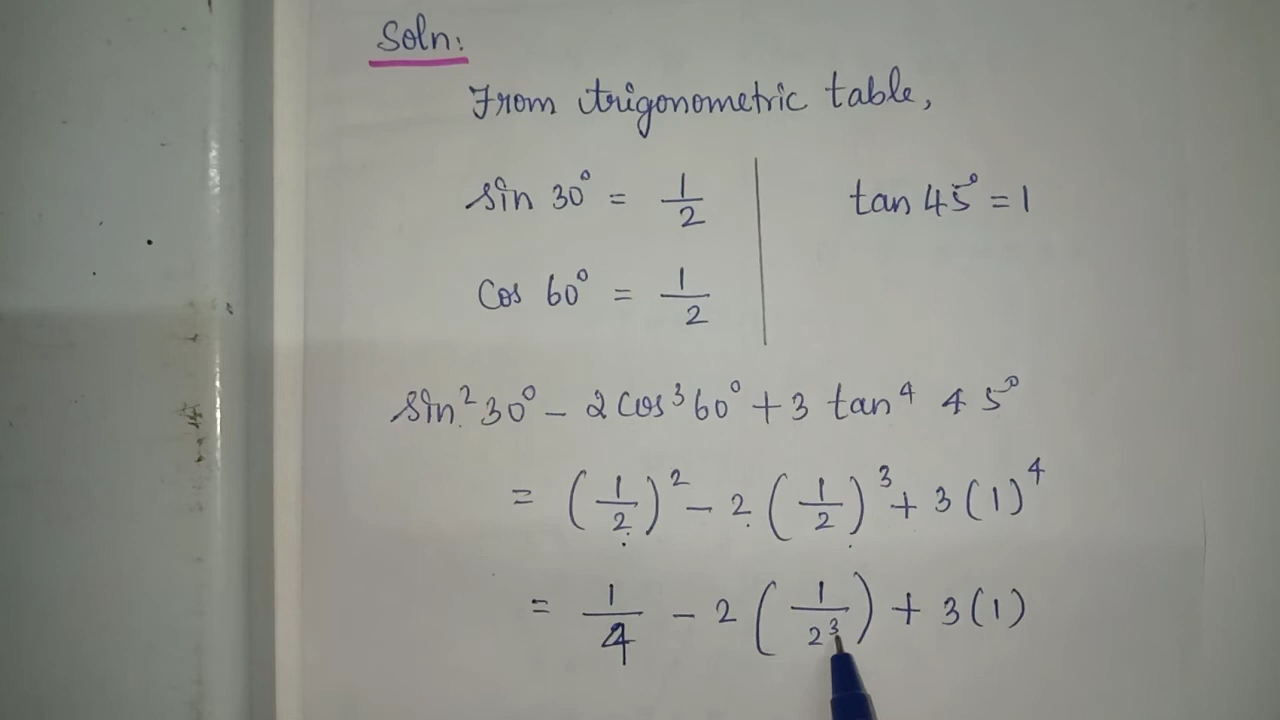 Soln:
From trigonometric table,
sin 30° = 1/2 | tan 45° = 1
cos 60° = 1/2
sin² 30° - 2 cos³ 60° + 3 tan⁴ 45°
= (1/2)² - 2 (1/2)³ + 3 (1)⁴
= 1/4 - 2 (1/2³) + 3 (1)